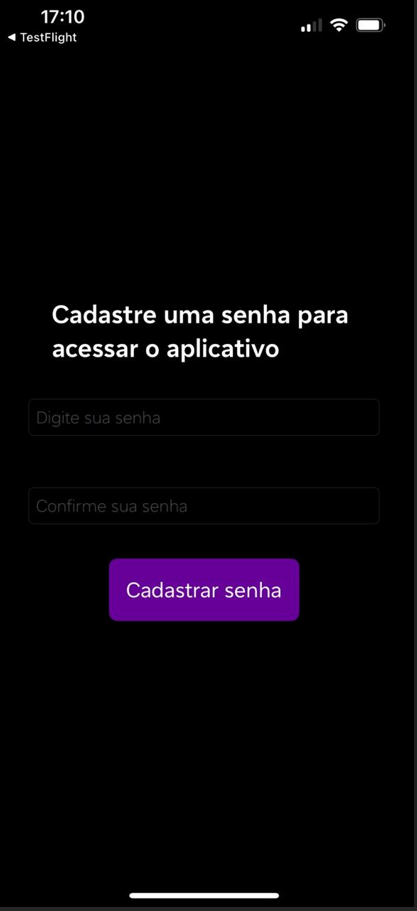 17:10
◀ TestFlight
Cadastre uma senha para
acessar o aplicativo
Digite sua senha
Confirme sua senha
Cadastrar senha